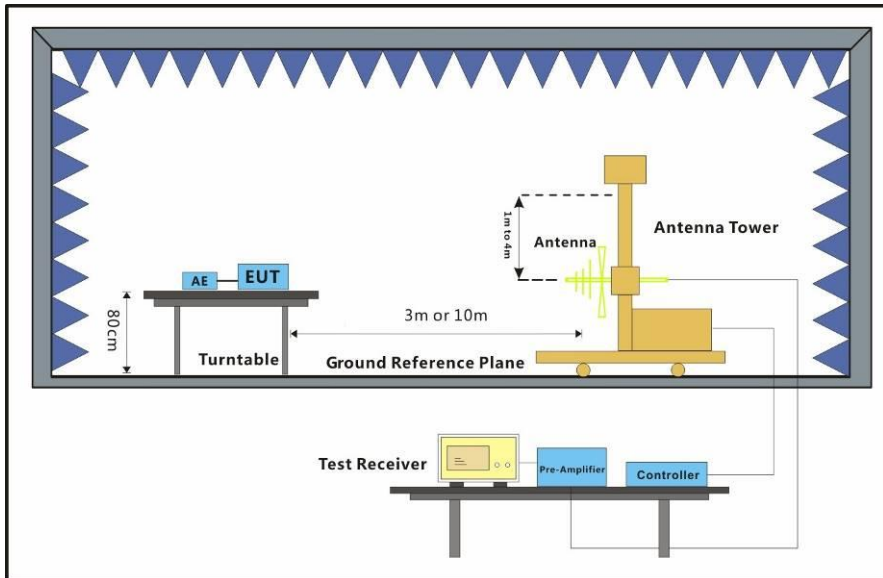 1m to 4m
Antenna
Antenna Tower
AE
EUT
80cm
3m or 10m
Turntable
Ground Reference Plane
Test Receiver
Pre-Amplifier
Controller